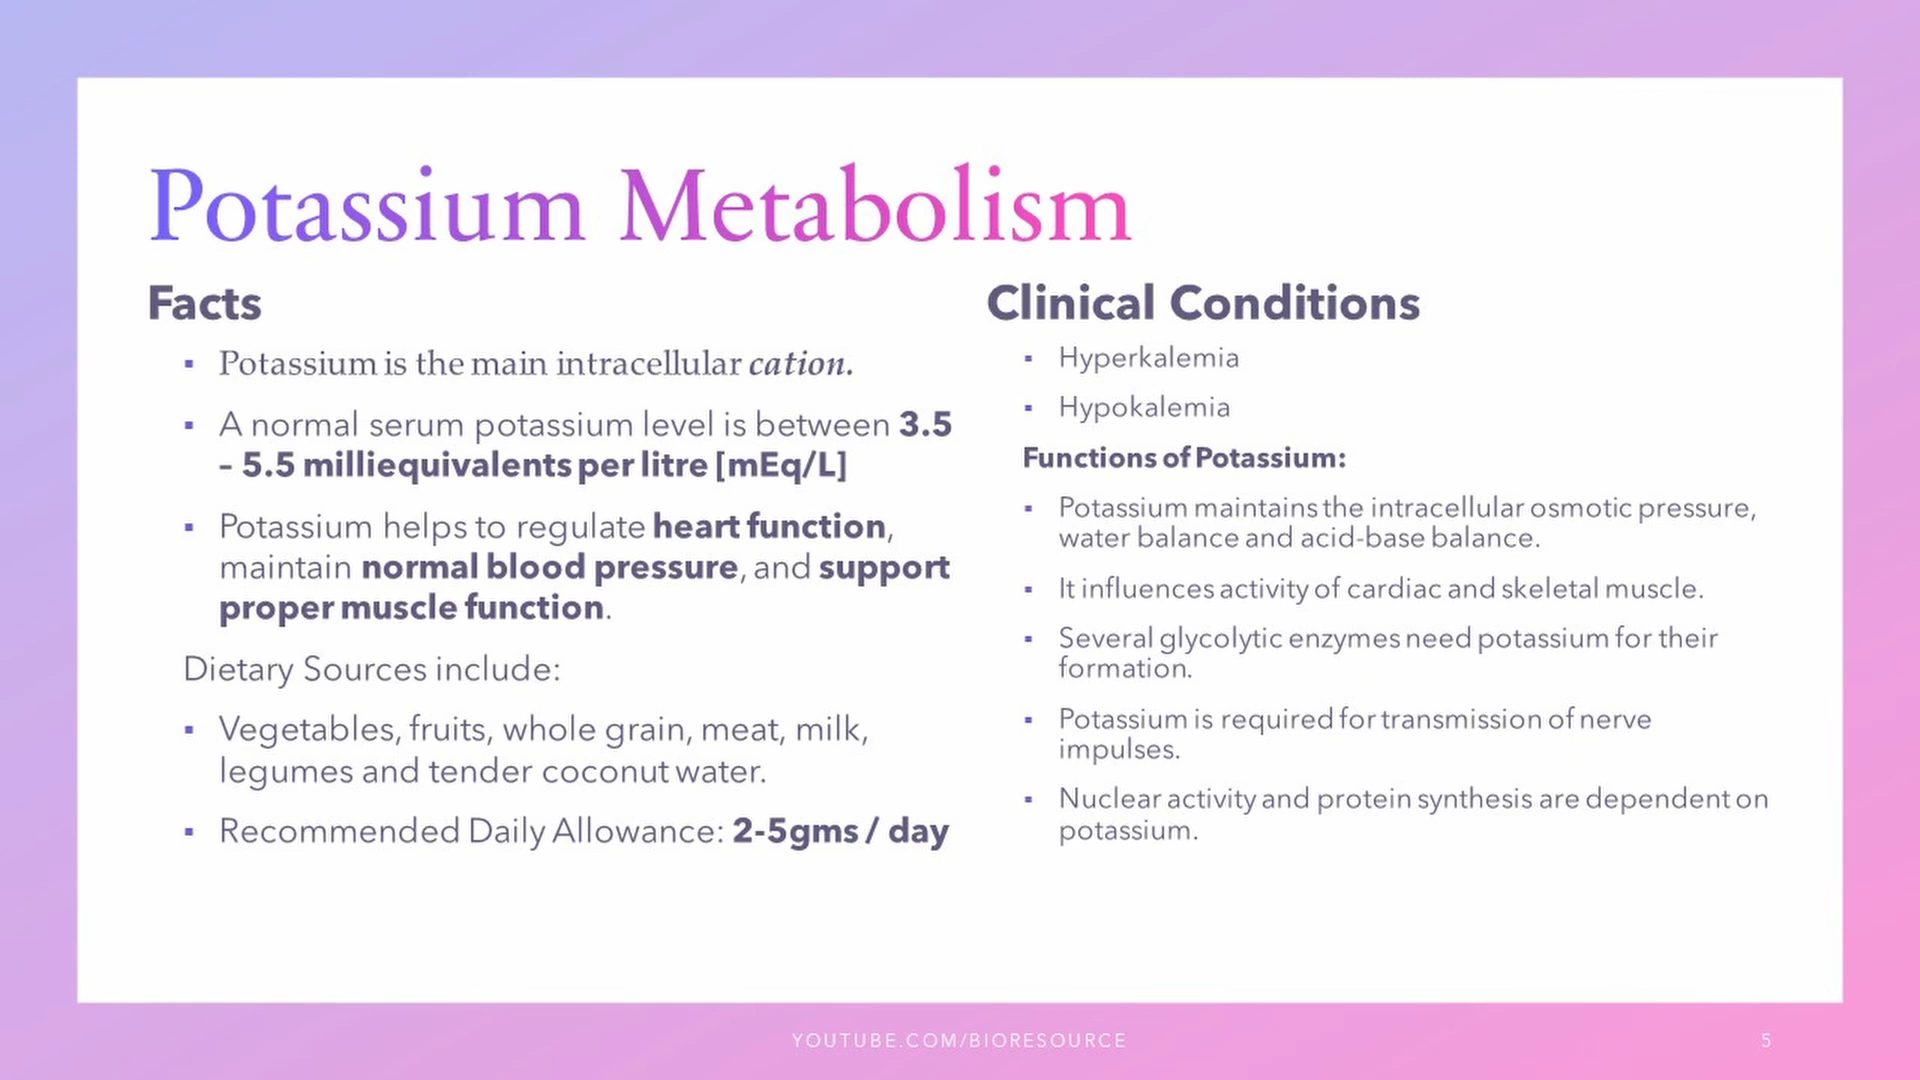 Potassium Metabolism
Facts
▪ Potassium is the main intracellular cation.
▪ A normal serum potassium level is between 3.5
– 5.5 milliequivalents per litre [mEq/L]
▪ Potassium helps to regulate heart function,
maintain normal blood pressure, and support
proper muscle function.
Dietary Sources include:
▪ Vegetables, fruits, whole grain, meat, milk,
legumes and tender coconut water.
▪ Recommended Daily Allowance: 2-5gms / day
Clinical Conditions
▪ Hyperkalemia
▪ Hypokalemia
Functions of Potassium:
▪ Potassium maintains the intracellular osmotic pressure,
water balance and acid-base balance.
▪ It influences activity of cardiac and skeletal muscle.
▪ Several glycolytic enzymes need potassium for their
formation.
▪ Potassium is required for transmission of nerve
impulses.
▪ Nuclear activity and protein synthesis are dependent on
potassium.
YOUTUBE.COM/BIORESOURCE
5